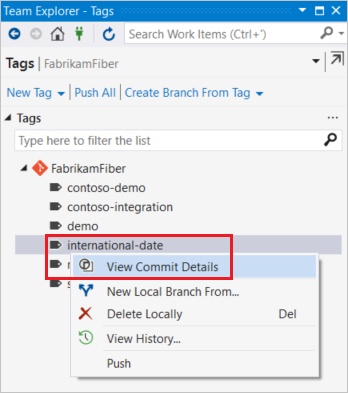 Team Explorer - Tags
Search Work Items (Ctrl+')
Tags | FabrikamFiber
New Tag Push All | Create Branch From Tag
Tags ...
Type here to filter the list
FabrikamFiber
contoso-demo
contoso-integration
demo
international-date
View Commit Details
New Local Branch From...
Delete Locally Del
View History...
Push